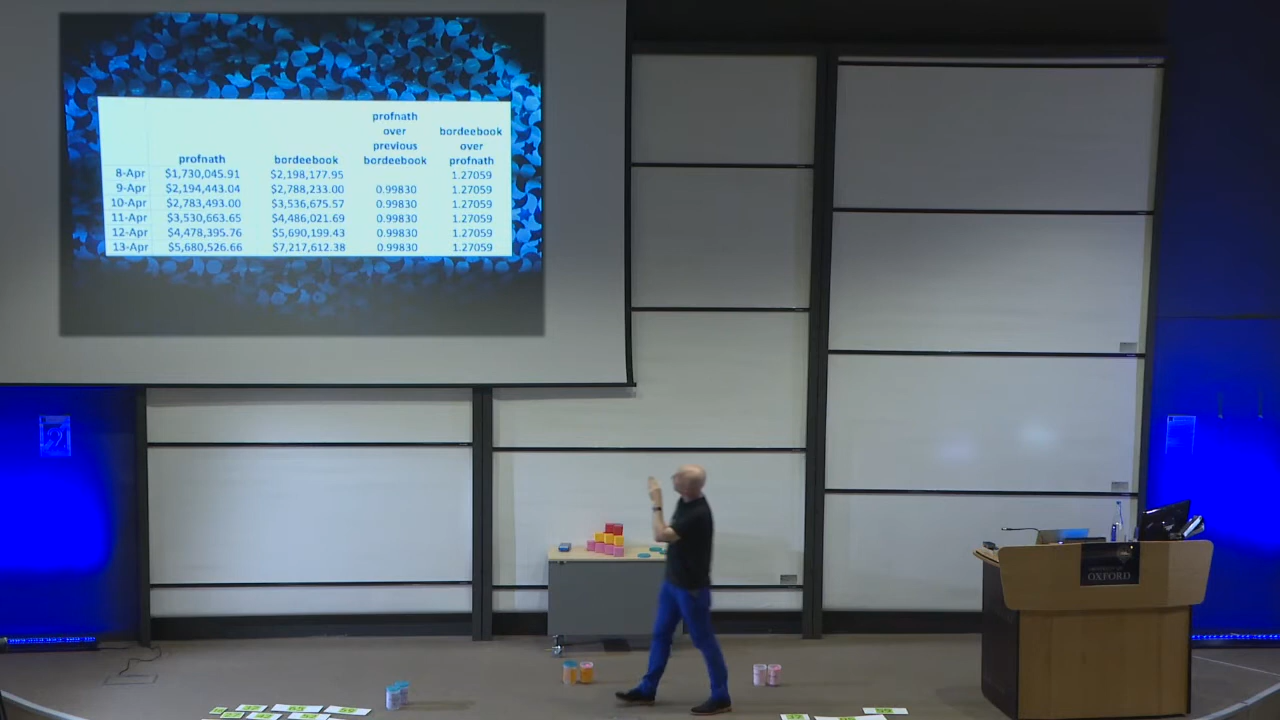 profnath
over
previous
bordeebook
bordeebook
over
profnath
profnath bordeebook
8-Apr $1,730,045.91 $2,198,177.95 1.27059
9-Apr $2,194,443.04 $2,788,233.00 0.99830 1.27059
10-Apr $2,783,493.00 $3,536,675.57 0.99830 1.27059
11-Apr $3,530,663.65 $4,486,021.69 0.99830 1.27059
12-Apr $4,478,395.76 $5,690,199.43 0.99830 1.27059
13-Apr $5,680,526.66 $7,217,612.38 0.99830 1.27059
UNIVERSITY OF
OXFORD